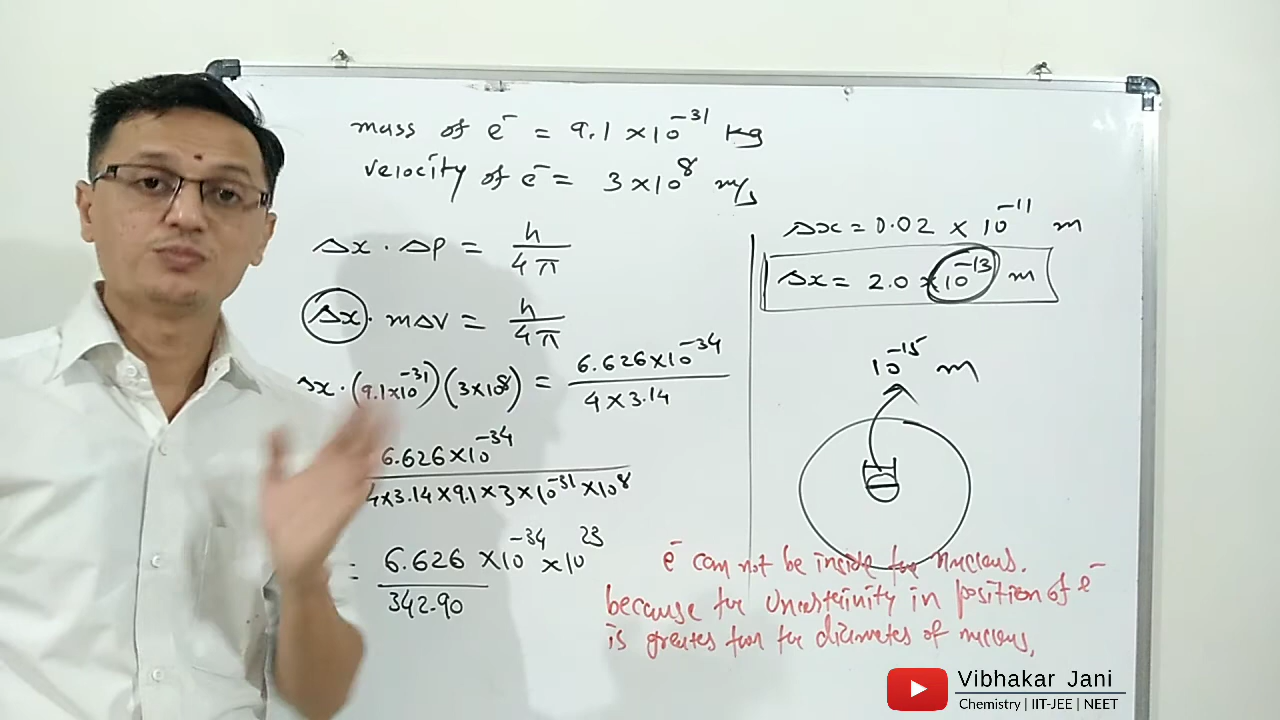 mass of e⁻ = 9.1 × 10⁻³¹ kg
velocity of e⁻ = 3 × 10⁸ m/s
Δx · Δp = h / 4π
Δx · mΔv = h / 4π
Δx · (9.1×10⁻³¹)(3×10⁸) = 6.626×10⁻³⁴ / 4×3.14
6.626×10⁻³⁴ / 4×3.14×9.1×3×10⁻³¹×10⁸
= 6.626 ×10⁻³⁴ ×10²³ / 342.90
Δx = 0.02 × 10⁻¹¹ m
Δx = 2.0 × 10⁻¹³ m
10⁻¹⁵ m
e⁻ can not be inside the nucleus.
because the uncertinity in position of e⁻
is greater than the diameter of nucleus,
Vibhakar Jani
Chemistry | IIT-JEE | NEET